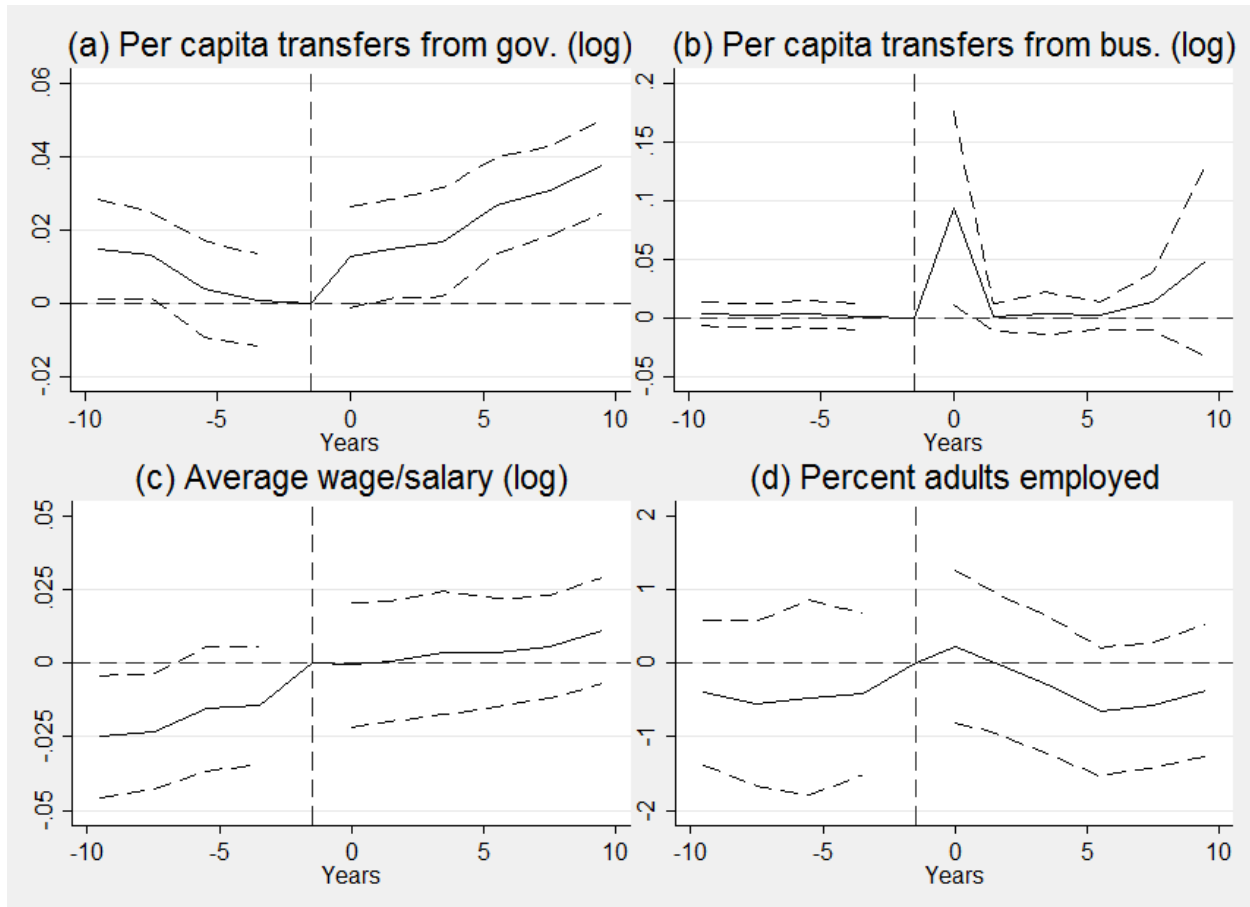 (a) Per capita transfers from gov. (log)
.06
.04
.02
0
-.02
-10 -5 0 5 10
Years
(b) Per capita transfers from bus. (log)
.2
.15
.1
.05
0
-.05
-10 -5 0 5 10
Years
(c) Average wage/salary (log)
.05
.025
0
-.025
-.05
-10 -5 0 5 10
Years
(d) Percent adults employed
2
1
0
-1
-2
-10 -5 0 5 10
Years